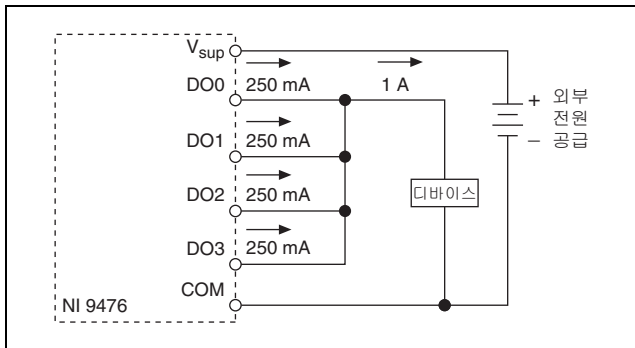 Vsup
DO0 250 mA 1 A
DO1 250 mA
DO2 250 mA
DO3 250 mA
COM
NI 9476
디바이스
+ 외부
전원
– 공급